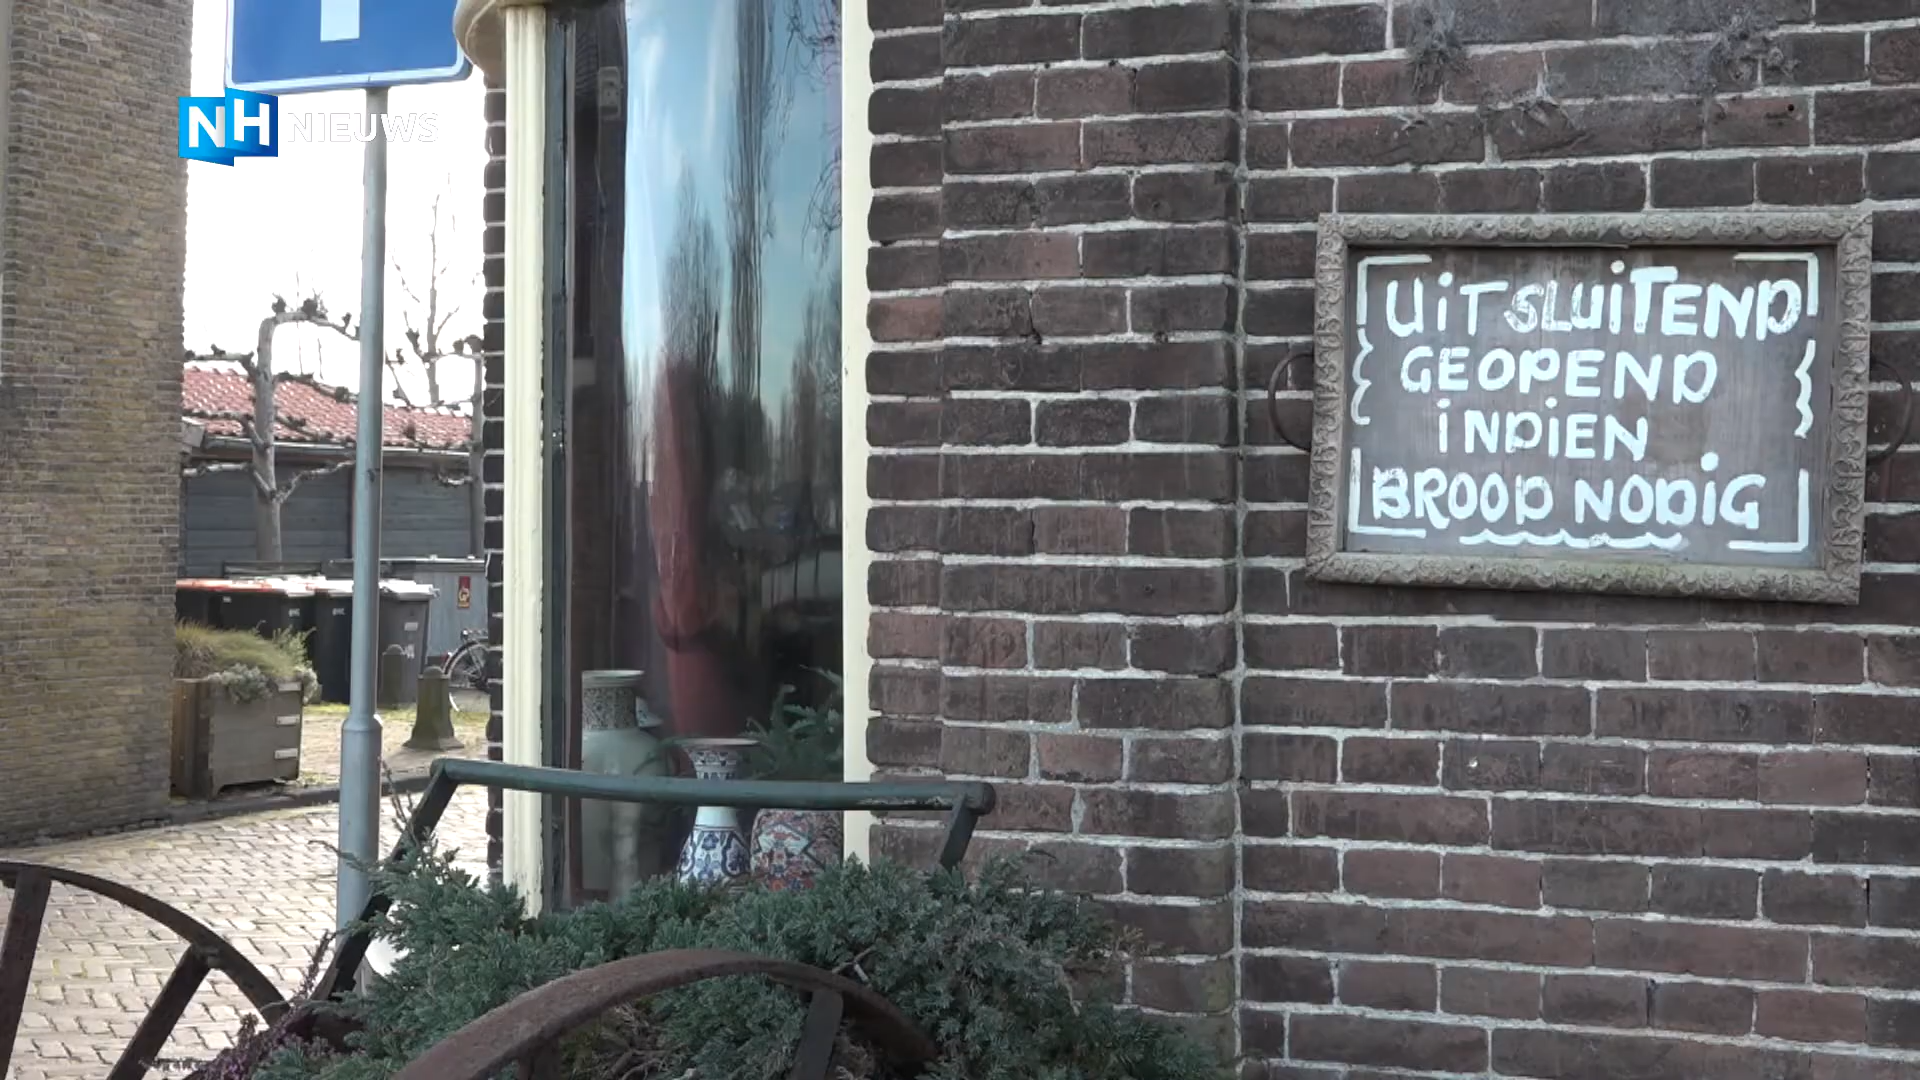 NH NIEUWS
UiTSLUiTEND
GEOPEND
iNDiEN
BROOD NODiG